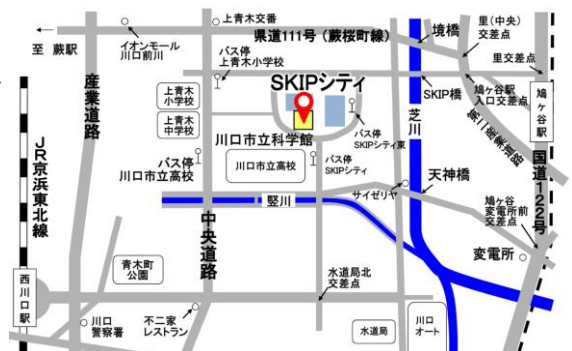 上青木交番
県道111号(蕨桜町線)
境橋
里(中央)
交差点
至 蕨駅
イオンモール
川口前川
バス停
上青木小学校
里交差点
産業道路
上青木
小学校
SKIPシティ
SKIP橋
鳩ヶ谷駅
入口交差点
鳩ヶ谷駅
上青木
中学校
川口市立科学館
バス停
SKIPシティ東
芝川
第二産業道路
JR京浜東北線
バス停
川口市立高校
川口市立高校
バス停
SKIPシティ
国道122号
サイゼリヤ
天神橋
竪川
鳩ヶ谷
変電所前
交差点
中央道路
青木町
公園
変電所
西川口駅
水道局北
交差点
川口
警察署
不二家
レストラン
水道局
川口
オート